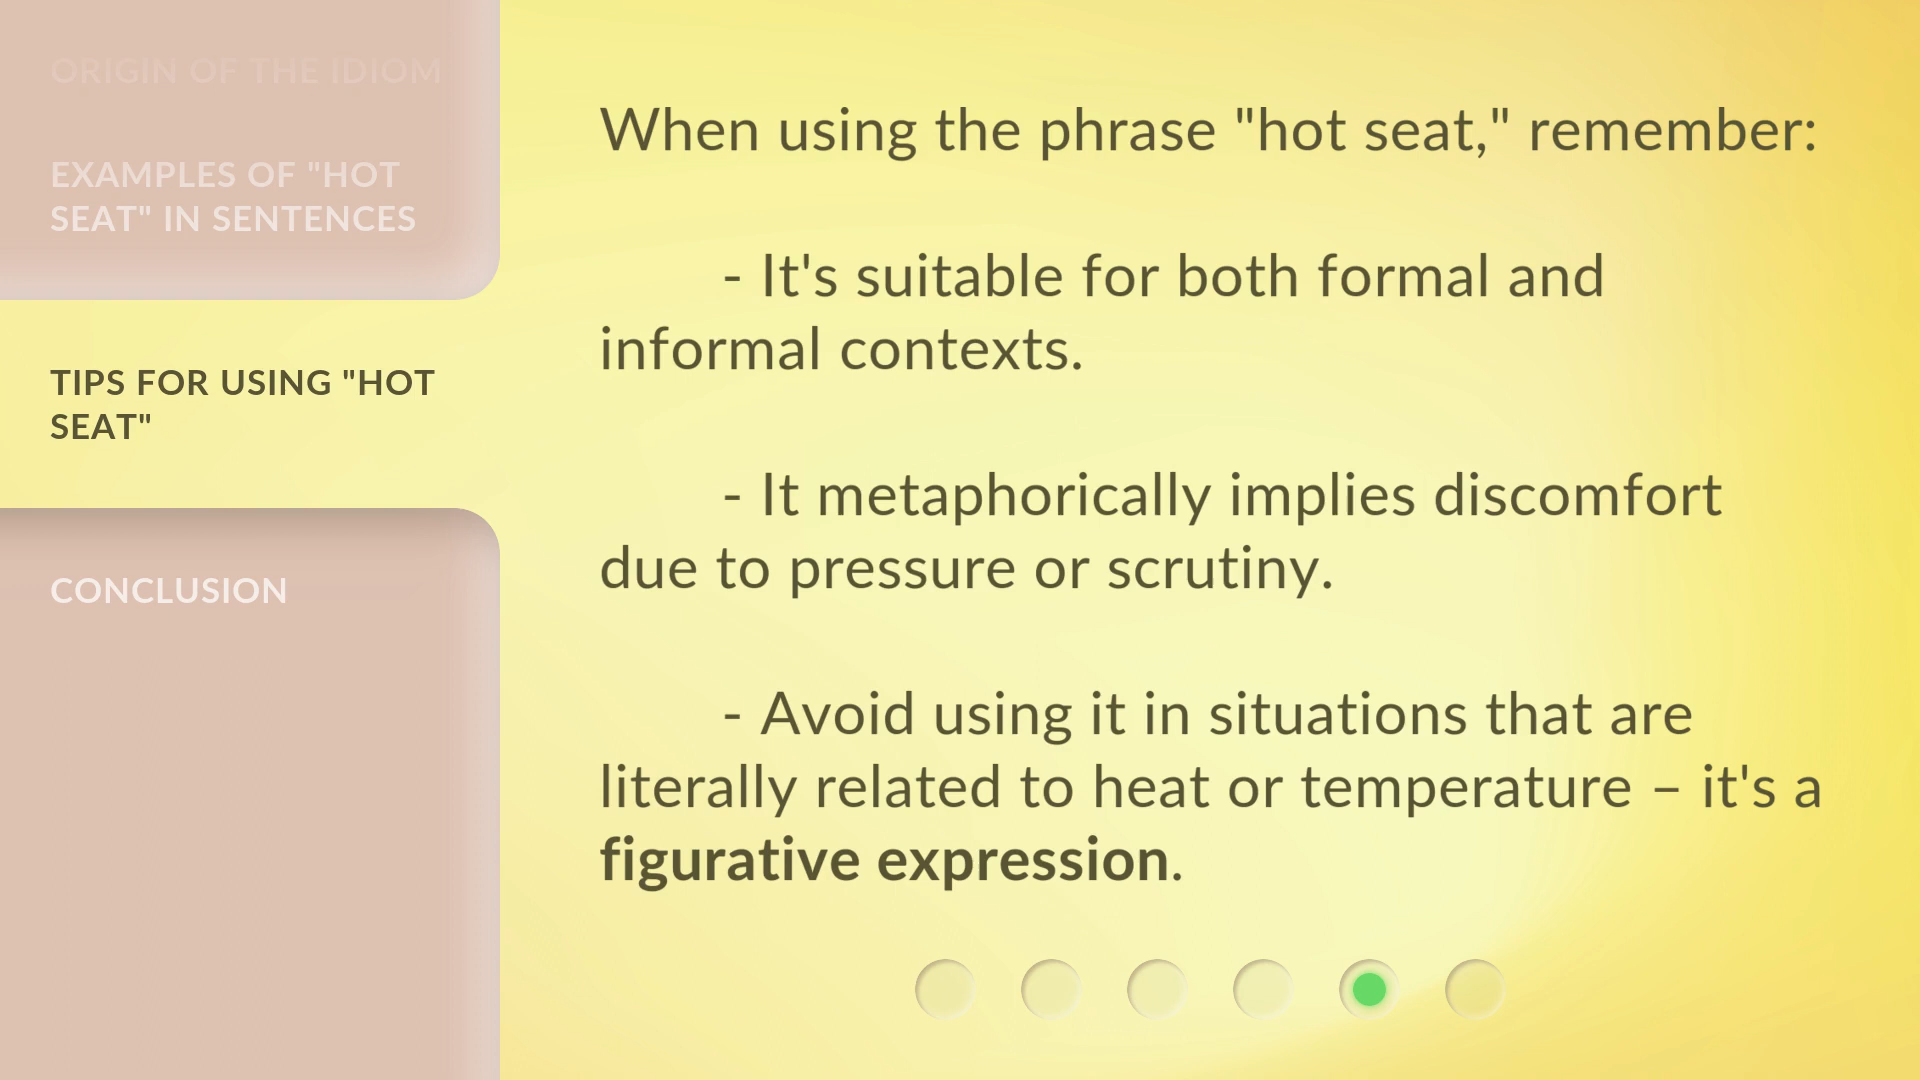 ORIGIN OF THE IDIOM
EXAMPLES OF "HOT
SEAT" IN SENTENCES
TIPS FOR USING "HOT
SEAT"
CONCLUSION
When using the phrase "hot seat," remember:
- It's suitable for both formal and
informal contexts.
- It metaphorically implies discomfort
due to pressure or scrutiny.
- Avoid using it in situations that are
literally related to heat or temperature – it's a
figurative expression.